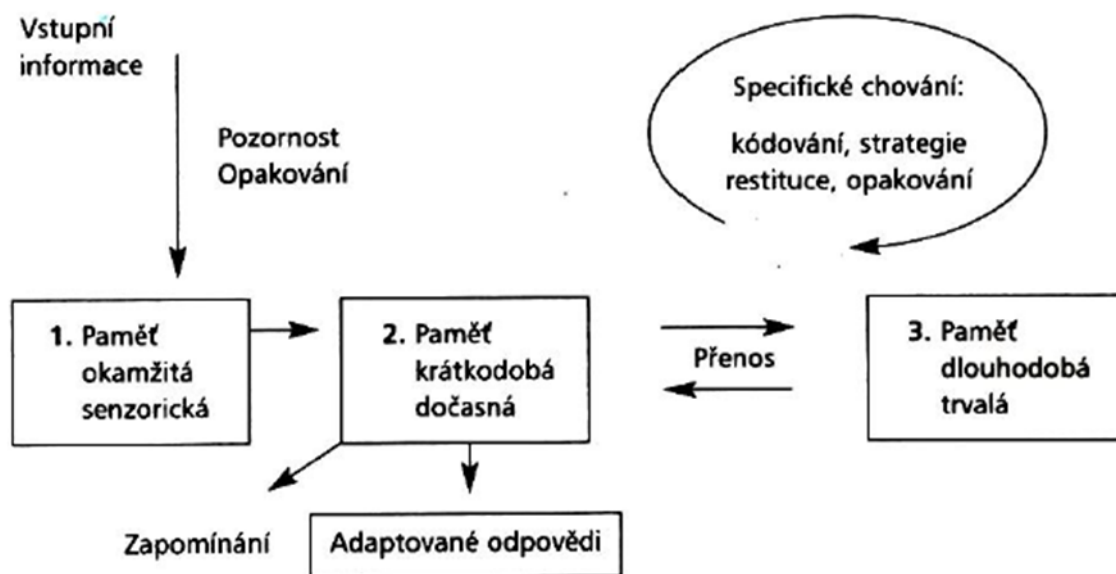 Vstupní
informace
Pozornost
Opakování
Specifické chování:
kódování, strategie
restituce, opakování
1. Paměť
okamžitá
senzorická
2. Paměť
krátkodobá
dočasná
Přenos
3. Paměť
dlouhodobá
trvalá
Zapomínání
Adaptované odpovědi